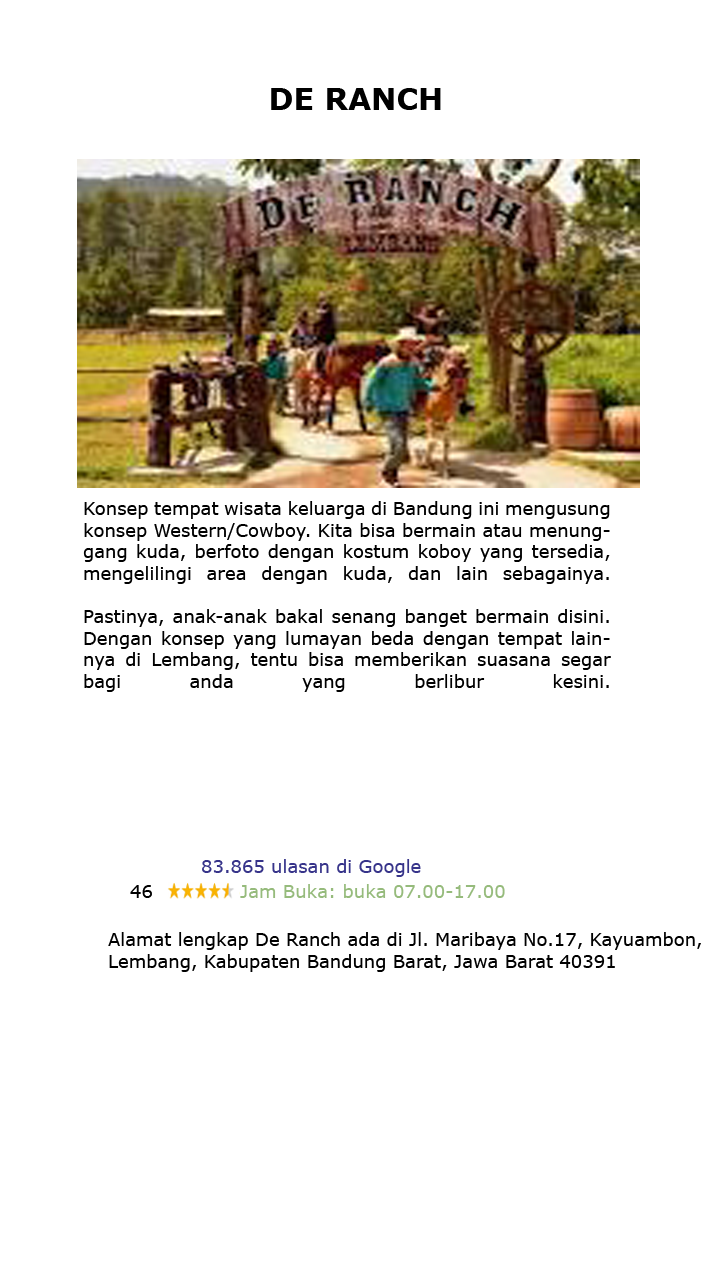 DE RANCH
DE RANCH
LEMBANG
Konsep tempat wisata keluarga di Bandung ini mengusung
konsep Western/Cowboy. Kita bisa bermain atau menung-
gang kuda, berfoto dengan kostum koboy yang tersedia,
mengelilingi area dengan kuda, dan lain sebagainya.
Pastinya, anak-anak bakal senang banget bermain disini.
Dengan konsep yang lumayan beda dengan tempat lain-
nya di Lembang, tentu bisa memberikan suasana segar
bagi anda yang berlibur kesini.
83.865 ulasan di Google
46 Jam Buka: buka 07.00-17.00
Alamat lengkap De Ranch ada di Jl. Maribaya No.17, Kayuambon,
Lembang, Kabupaten Bandung Barat, Jawa Barat 40391